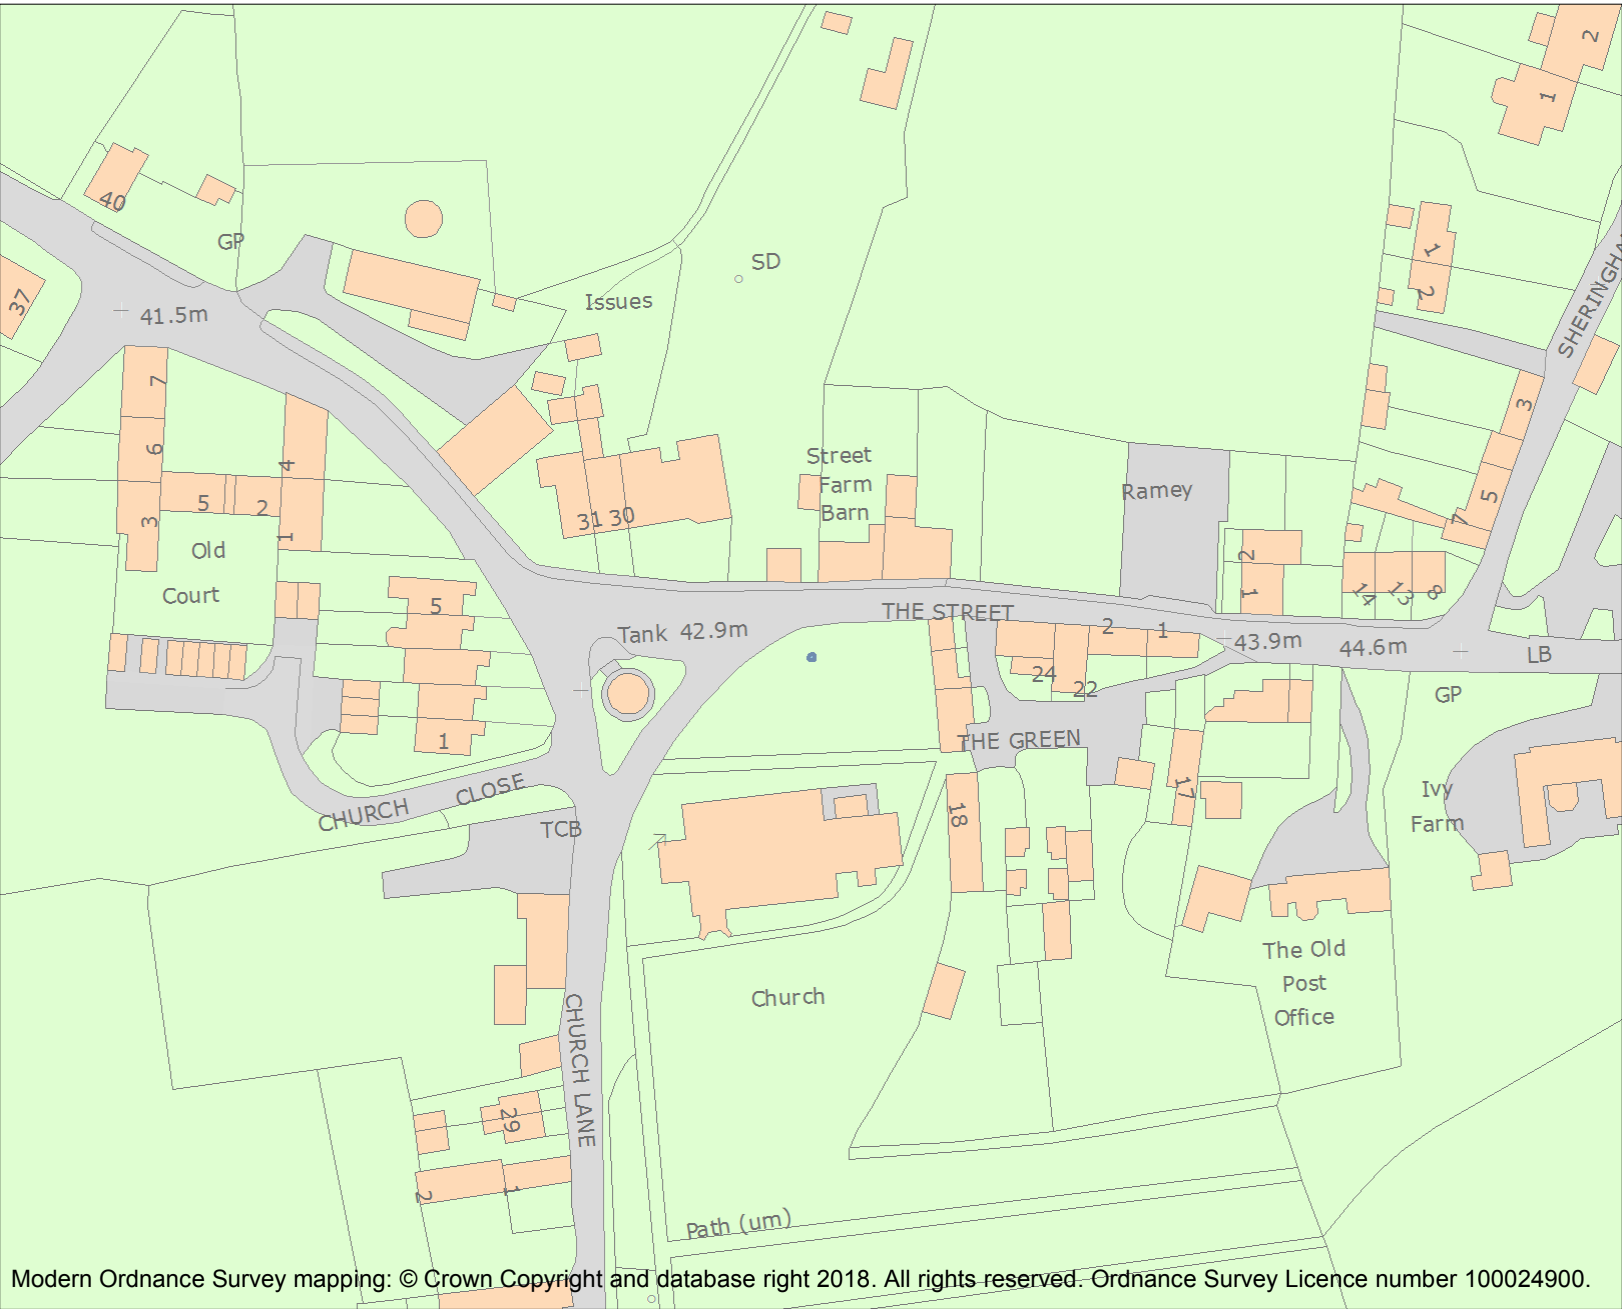 2
1
40
GP
SD
1
2
37
41.5m
Issues
SHERINGHA
7
3
6
4
Street
Farm
Barn
Ramey
5
2
3
1
31 30
5
7
Old
Court
2
1
14
13
8
5
THE STREET
Tank 42.9m
2
1
43.9m
44.6m
LB
24
22
GP
1
THE GREEN
17
Ivy
Farm
CHURCH CLOSE
18
TCB
The Old
Post
Office
Church
CHURCH LANE
29
2
1
Path (um)
Modern Ordnance Survey mapping: © Crown Copyright and database right 2018. All rights reserved. Ordnance Survey Licence number 100024900.